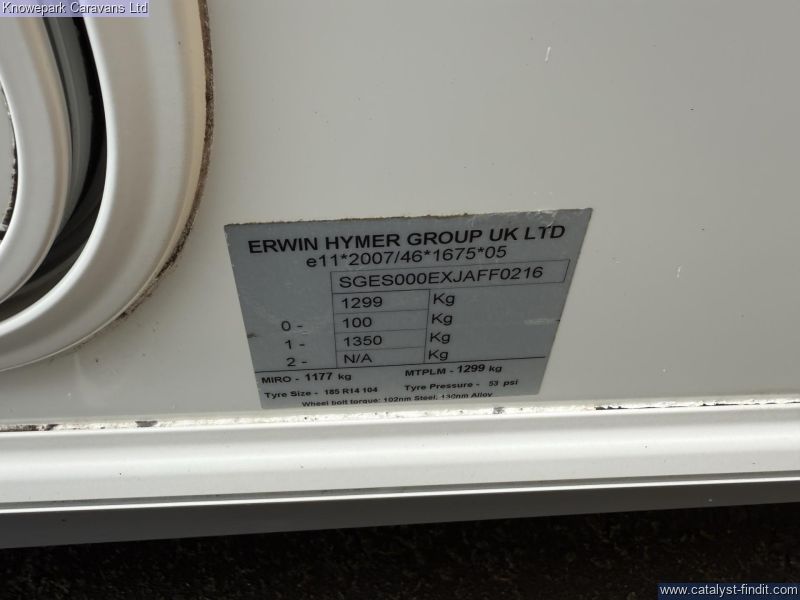 Knowepark Caravans Ltd
ERWIN HYMER GROUP UK LTD
e11*2007/46*1675*05
SGES000EXJAFF0216
1299 Kg
0 - 100 Kg
1 - 1350 Kg
2 - N/A Kg
MIRO - 1177 kg MTPLM - 1299 kg
Tyre Size - 185 R14 104 Tyre Pressure - 53 psi
Wheel bolt torque: 102nm Steel, 130nm Alloy
www.catalyst-findit.com